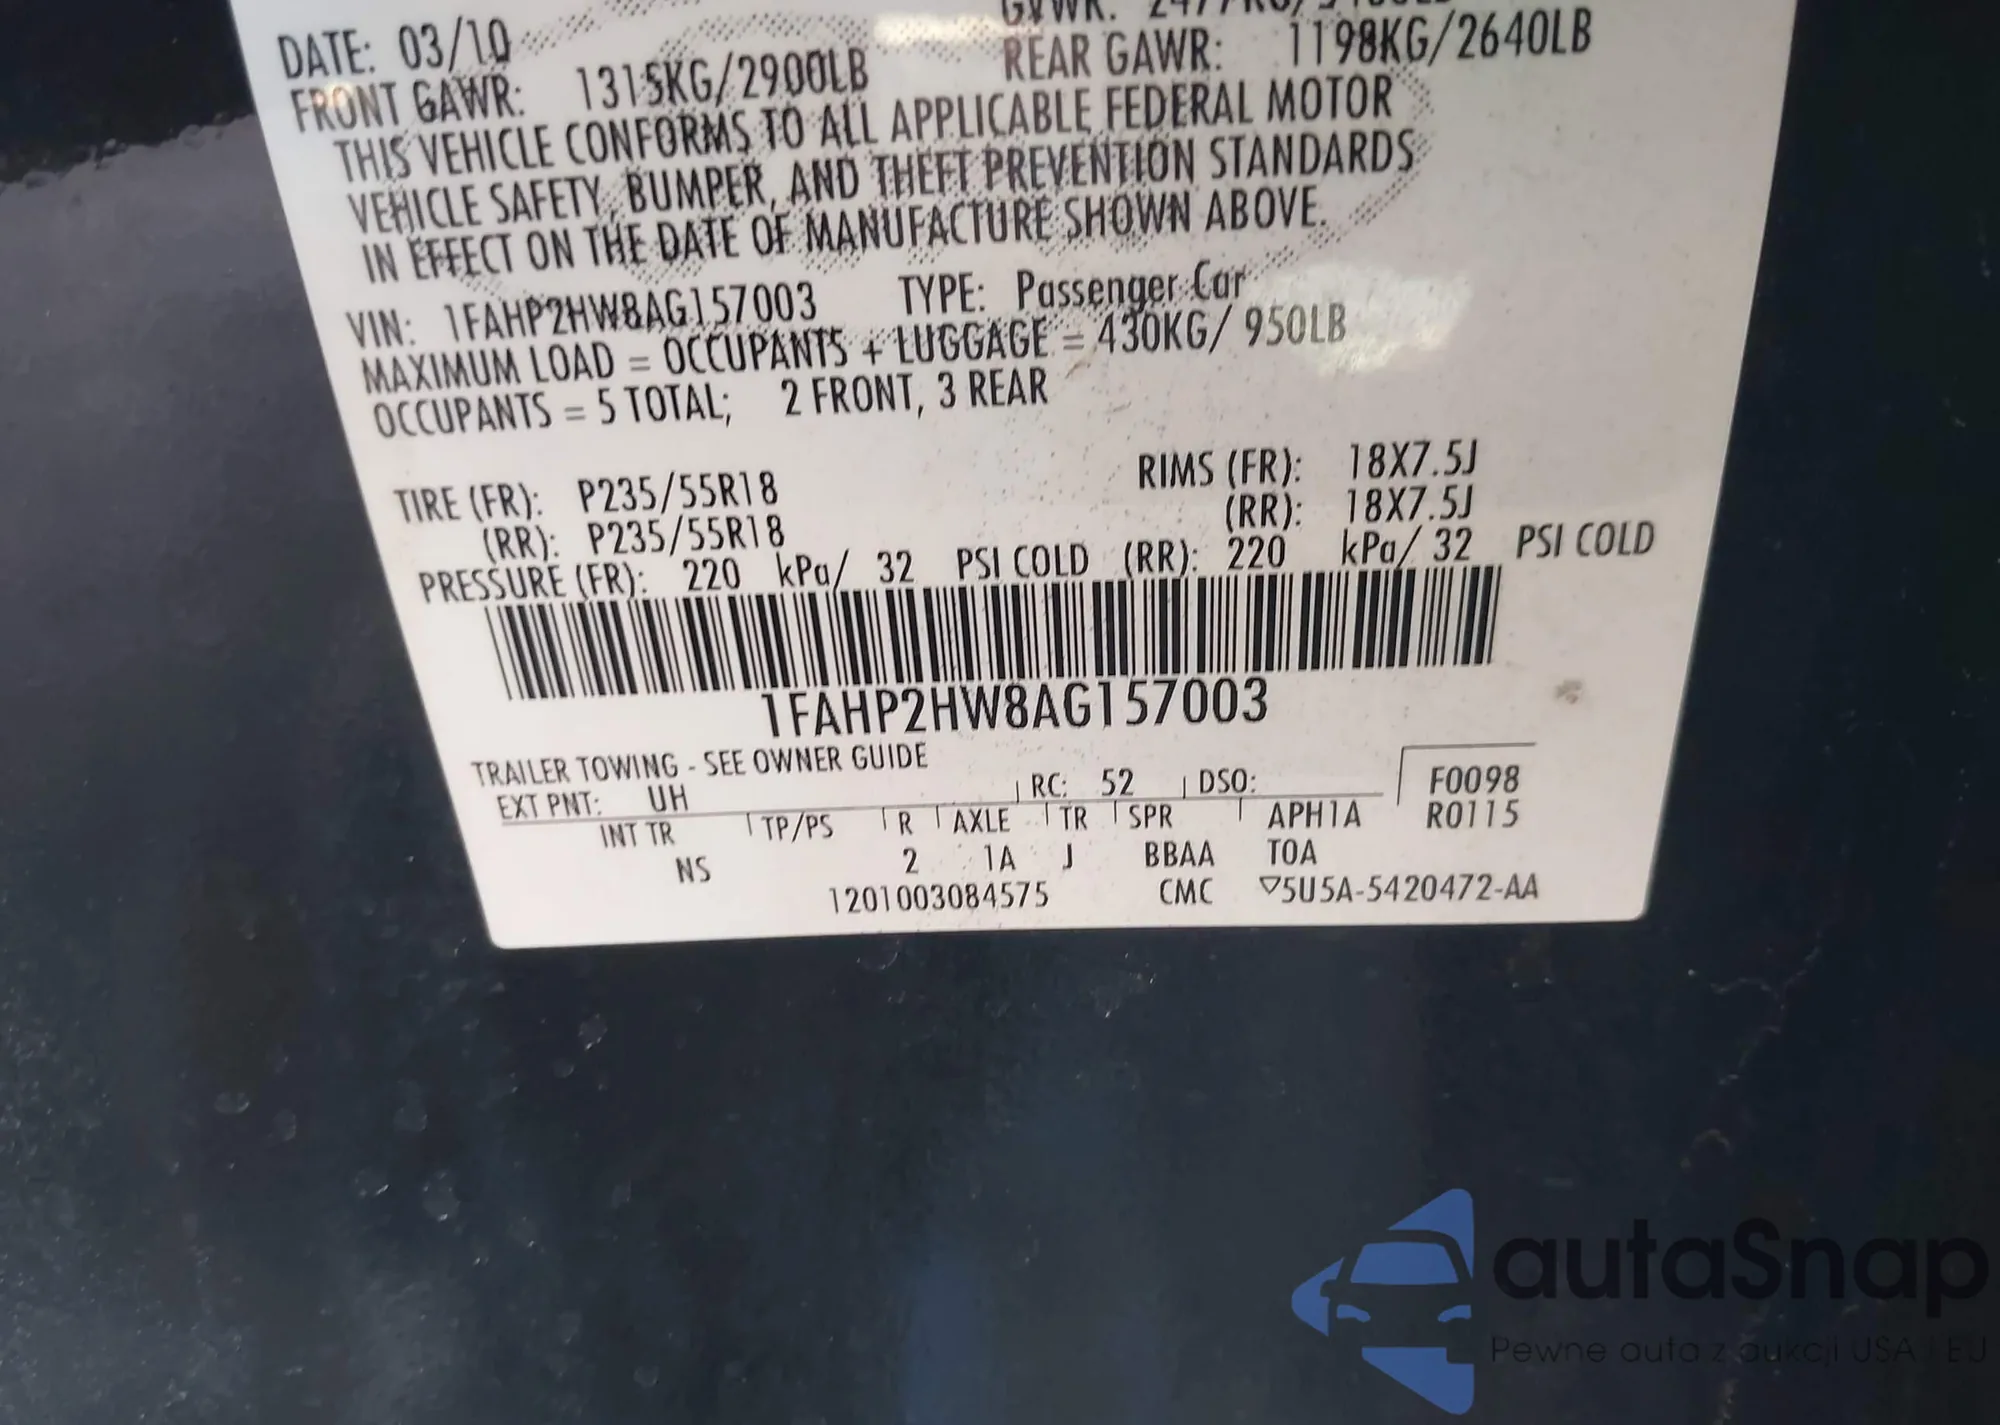 DATE: 03/10
GVWR: 2477KG/
FRONT GAWR: 1315KG/2900LB REAR GAWR: 1198KG/2640LB
THIS VEHICLE CONFORMS TO ALL APPLICABLE FEDERAL MOTOR
VEHICLE SAFETY, BUMPER, AND THEFT PREVENTION STANDARDS
IN EFFECT ON THE DATE OF MANUFACTURE SHOWN ABOVE.
VIN: 1FAHP2HW8AG157003 TYPE: Passenger Car
MAXIMUM LOAD = OCCUPANTS + LUGGAGE = 430KG/ 950LB
OCCUPANTS = 5 TOTAL; 2 FRONT, 3 REAR
TIRE (FR): P235/55R18 RIMS (FR): 18X7.5J
(RR): P235/55R18 (RR): 18X7.5J
PRESSURE (FR): 220 kPa/ 32 PSI COLD (RR): 220 kPa/ 32 PSI COLD
1FAHP2HW8AG157003
TRAILER TOWING - SEE OWNER GUIDE
EXT PNT: UH RC: 52 DSO: F0098
INT TR TP/PS R AXLE TR SPR APH1A R0115
NS 2 1A J BBAA TOA
1201003084575 CMC ▽5U5A-5420472-AA
autaSnap
Pewne auta z aukcji USA i EU